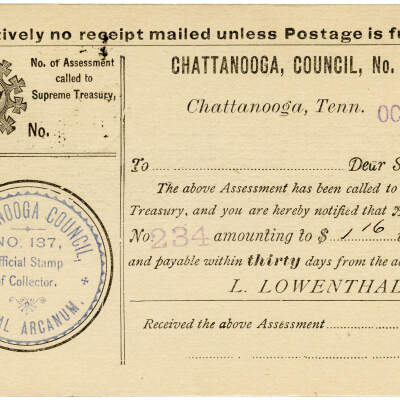 tively no receipt mailed unless Postage is fu
No. of Assessment
called to
Supreme Treasury,
No.
CHATTANOOGA, COUNCIL, No.
Chattanooga, Tenn. OC
To Dear S
The above Assessment has been called to
Treasury, and you are hereby notified that
No. 234 amounting to $ 1 16
and payable within thirty days from the a
L. LOWENTHAL
Received the above Assessment
NOOGA COUNCIL,
NO. 137,
fficial Stamp
of Collector.
AL ARCANUM.